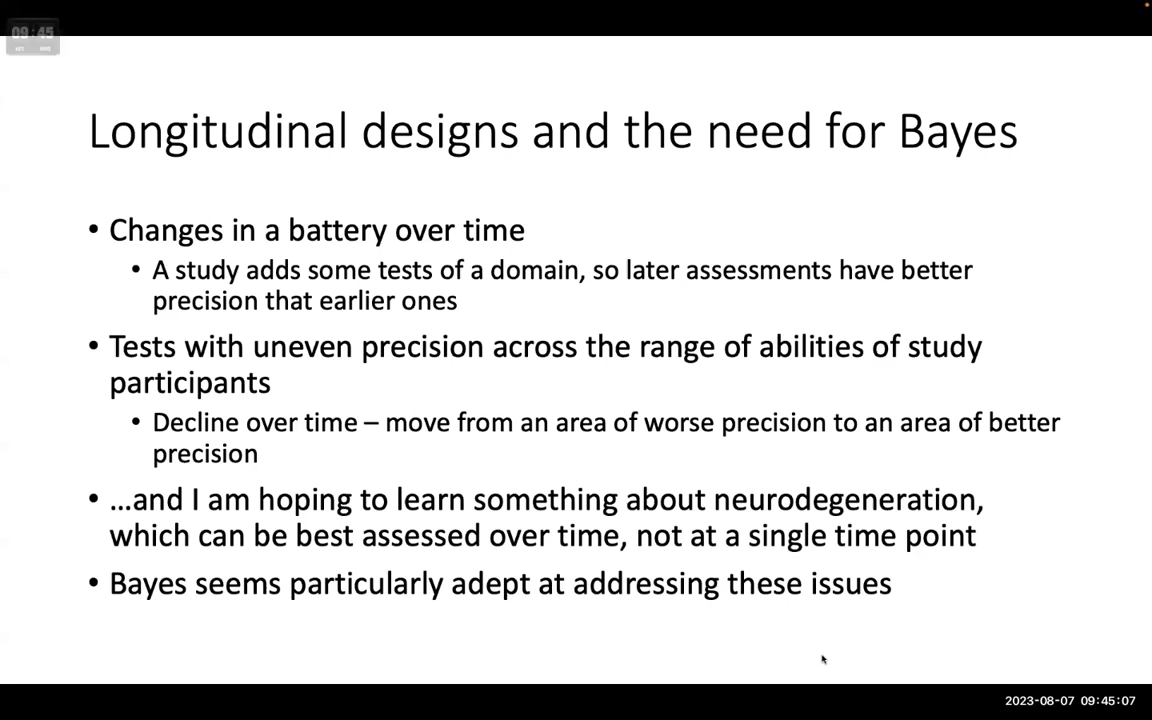 09:45
Longitudinal designs and the need for Bayes
• Changes in a battery over time
• A study adds some tests of a domain, so later assessments have better
precision that earlier ones
• Tests with uneven precision across the range of abilities of study
participants
• Decline over time – move from an area of worse precision to an area of better
precision
• …and I am hoping to learn something about neurodegeneration,
which can be best assessed over time, not at a single time point
• Bayes seems particularly adept at addressing these issues
2023-08-07 09:45:07